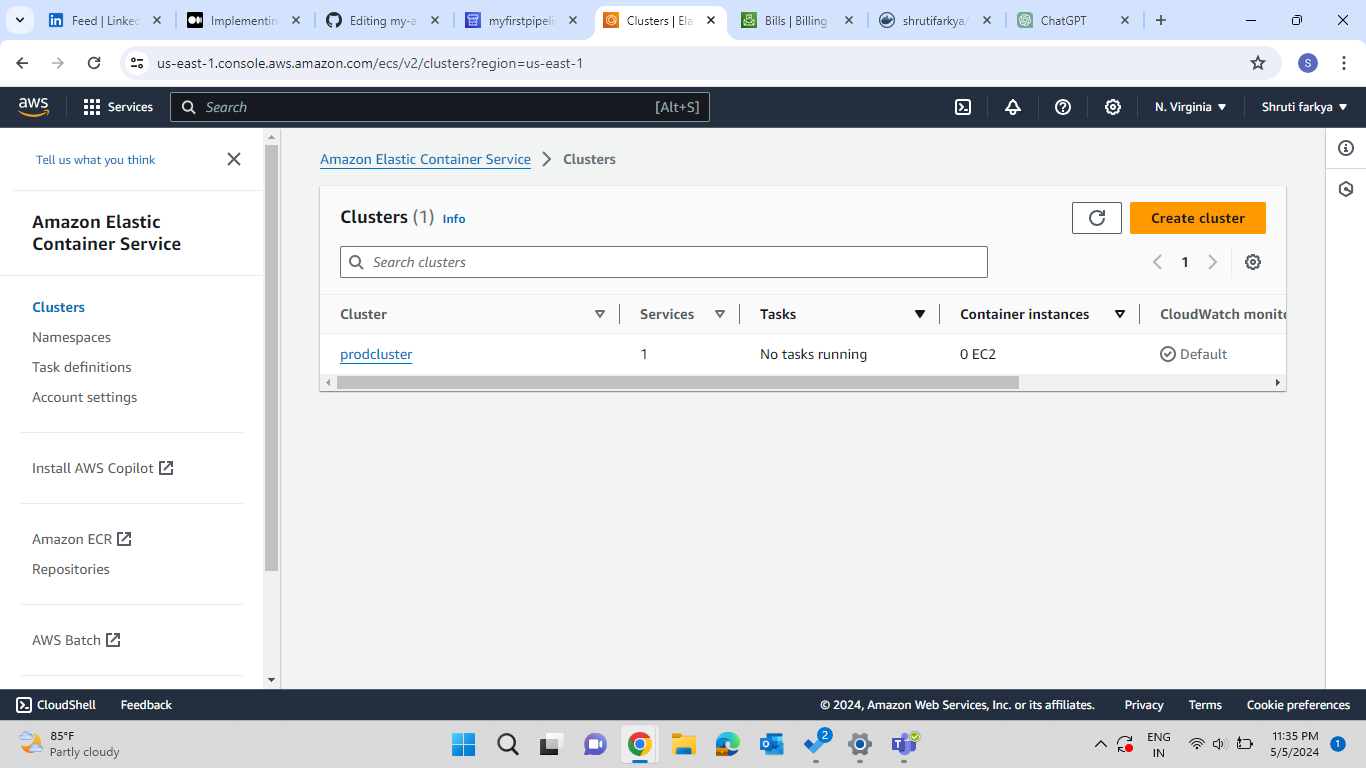 Feed | Linked
Implementin
Editing my-a
myfirstpipelin
Clusters | Ela
Bills | Billing
shrutifarkya/
ChatGPT
us-east-1.console.aws.amazon.com/ecs/v2/clusters?region=us-east-1
S
aws
Services
Search
[Alt+S]
N. Virginia
Shruti farkya
Tell us what you think
Amazon Elastic
Container Service
Clusters
Namespaces
Task definitions
Account settings
Install AWS Copilot
Amazon ECR
Repositories
AWS Batch
Amazon Elastic Container Service
Clusters
Clusters (1) Info
Create cluster
Search clusters
1
Cluster
Services
Tasks
Container instances
CloudWatch monito
prodcluster
1
No tasks running
0 EC2
Default
CloudShell
Feedback
© 2024, Amazon Web Services, Inc. or its affiliates.
Privacy
Terms
Cookie preferences
85°F
Partly cloudy
2
ENG
IN
11:35 PM
5/5/2024
1